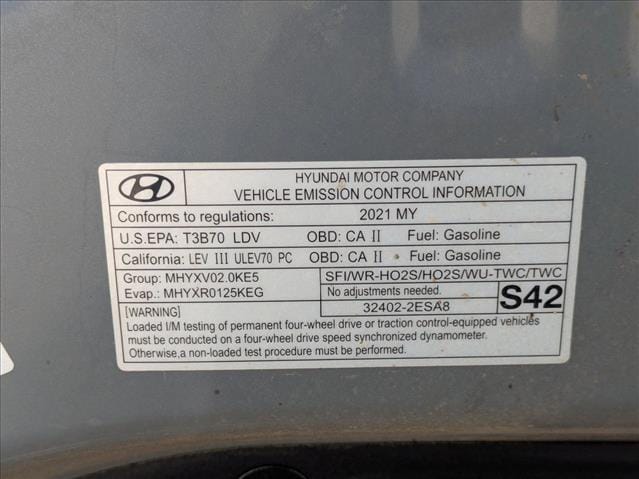 HYUNDAI MOTOR COMPANY
VEHICLE EMISSION CONTROL INFORMATION
Conforms to regulations: 2021 MY
U.S.EPA: T3B70 LDV OBD: CA II Fuel: Gasoline
California: LEV III ULEV70 PC OBD: CA II Fuel: Gasoline
Group: MHYXV02.0KE5 SFI/WR-HO2S/HO2S/WU-TWC/TWC
Evap.: MHYXR0125KEG No adjustments needed. S42
32402-2ESA8
[WARNING]
Loaded I/M testing of permanent four-wheel drive or traction control-equipped vehicles
must be conducted on a four-wheel drive speed synchronized dynamometer.
Otherwise,a non-loaded test procedure must be performed.